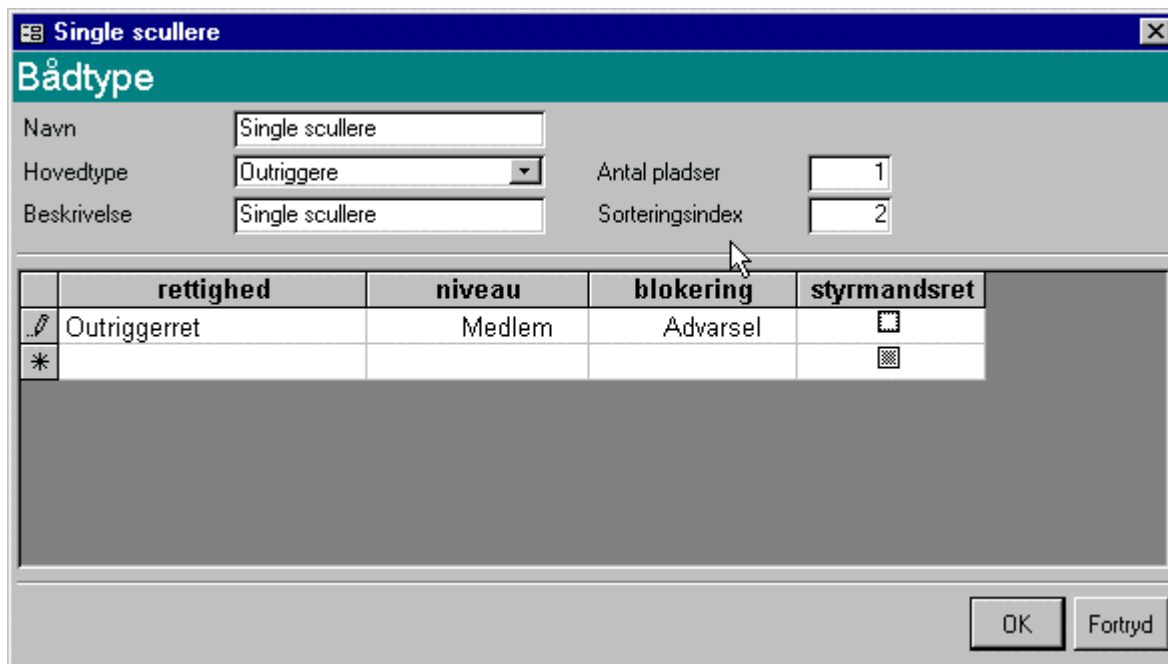 Single scullere
Bådtype
Navn Single scullere
Hovedtype Outriggere Antal pladser 1
Beskrivelse Single scullere Sorteringsindex 2
rettighed niveau blokering styrmandsret
Outriggerret Medlem Advarsel
OK Fortryd